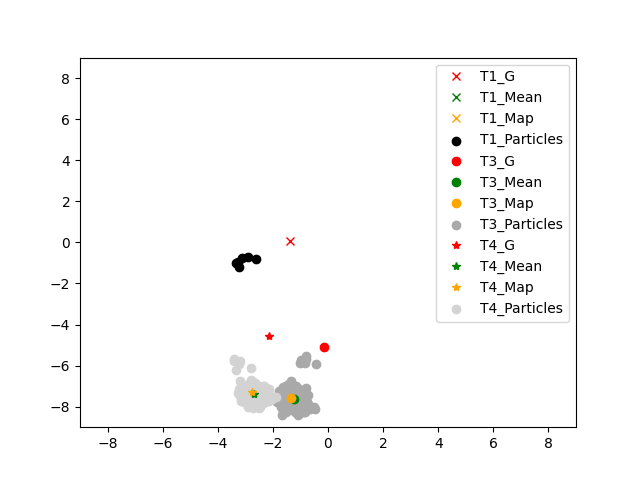 8
6
4
2
0
−2
−4
−6
−8
−8
−6
−4
−2
0
2
4
6
8
T1_G
T1_Mean
T1_Map
T1_Particles
T3_G
T3_Mean
T3_Map
T3_Particles
T4_G
T4_Mean
T4_Map
T4_Particles